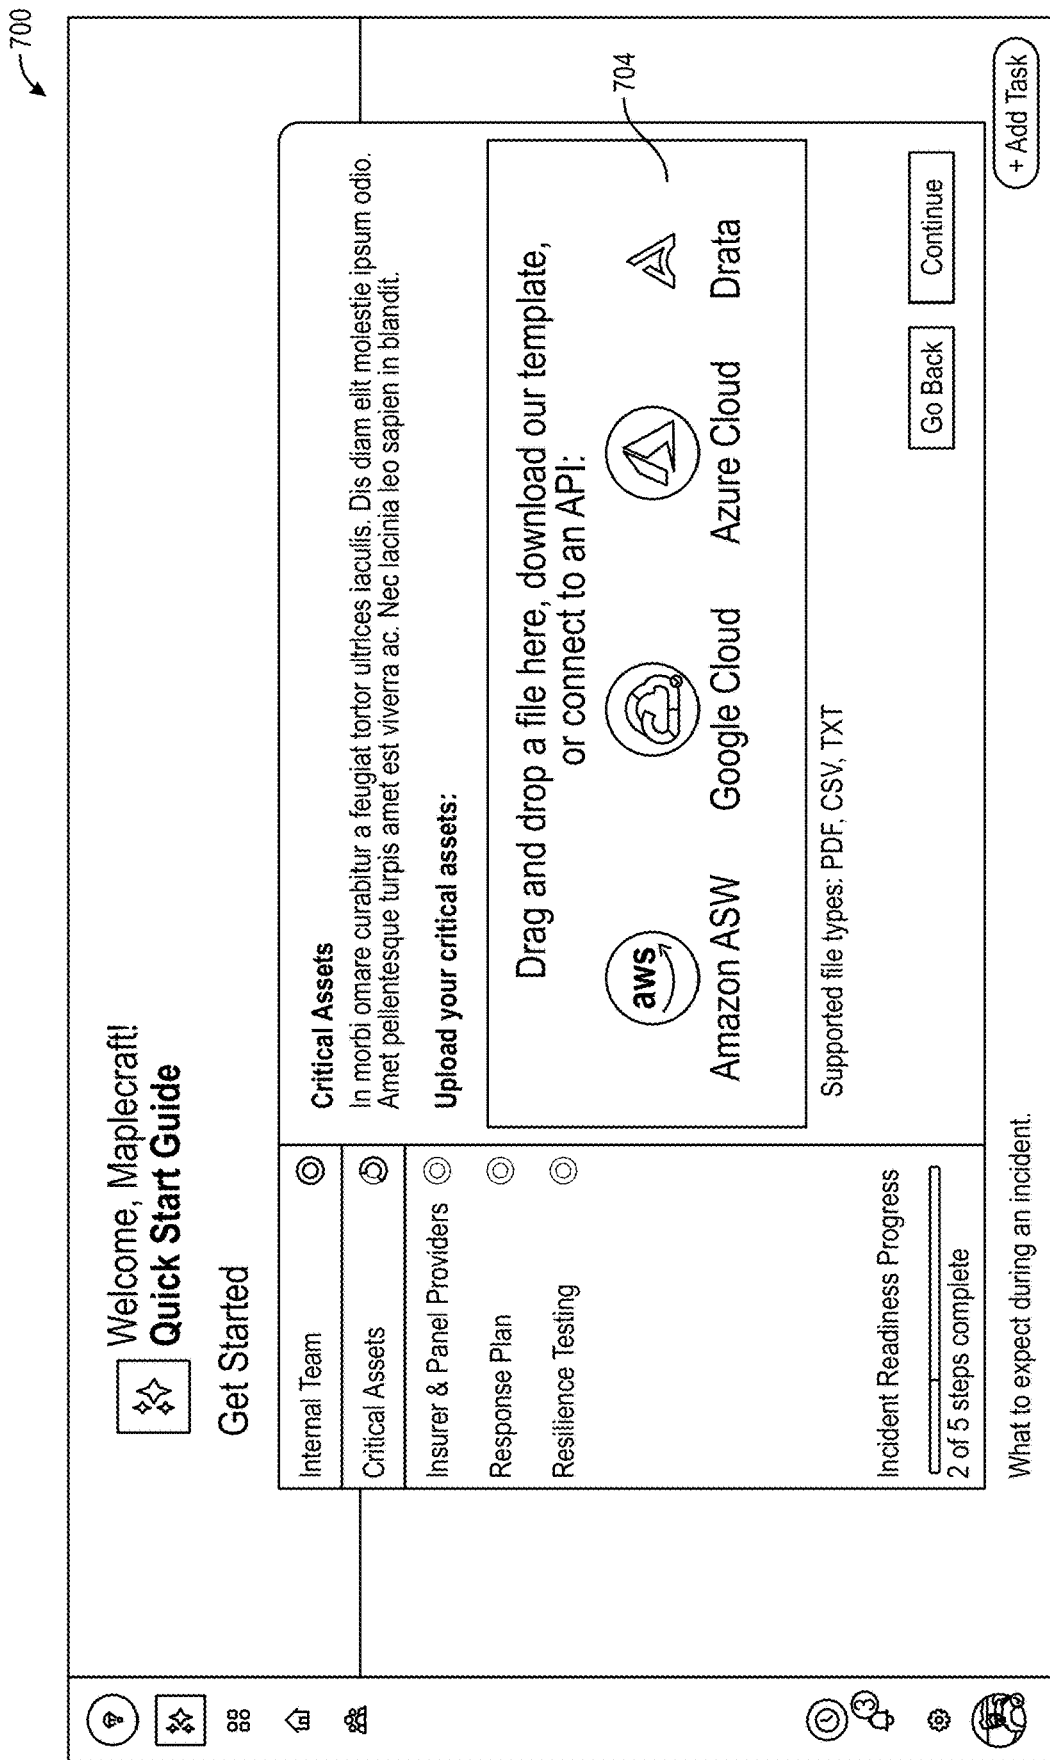 700
Welcome, Maplecraft!
Quick Start Guide
Get Started
Internal Team
Critical Assets
Insurer & Panel Providers
Response Plan
Resilience Testing
Incident Readiness Progress
2 of 5 steps complete
Critical Assets
In morbi ornare curabitur a feugiat tortor ultrices iaculis. Dis diam elit molestie ipsum odio.
Amet pellentesque turpis amet est viverra ac. Nec lacinia leo sapien in blandit.
Upload your critical assets:
Drag and drop a file here, download our template,
or connect to an API:
704
aws
Amazon ASW
Google Cloud
Azure Cloud
Drata
Supported file types: PDF, CSV, TXT
Go Back
Continue
What to expect during an incident.
+ Add Task
3